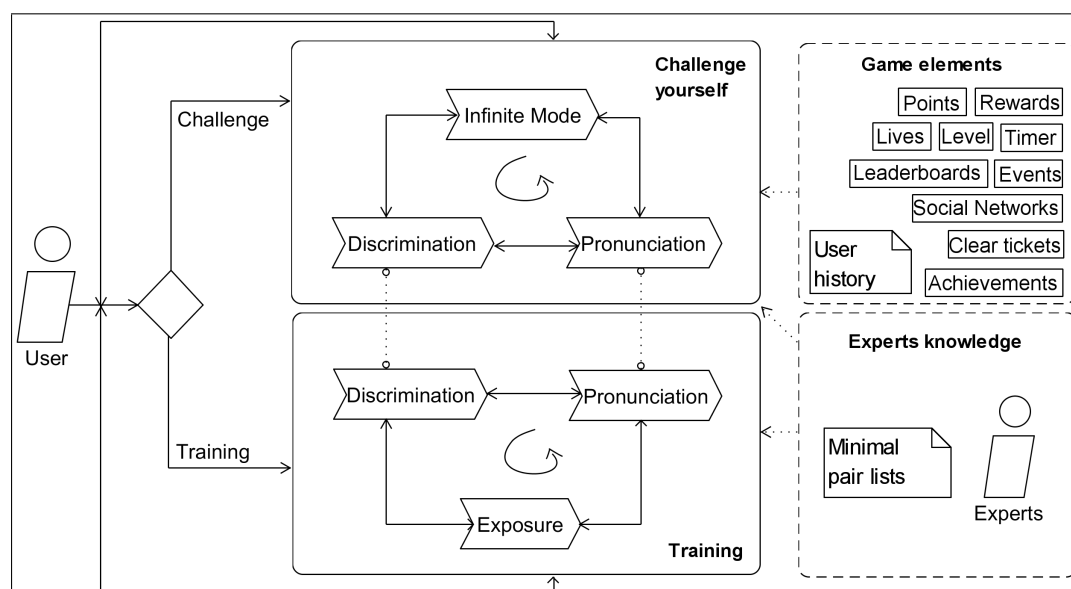 Challenge
yourself
Game elements
Infinite Mode
Points
Rewards
Challenge
Lives
Level
Timer
Leaderboards
Events
Social Networks
Discrimination
Pronunciation
User
history
Clear tickets
Achievements
User
Experts knowledge
Discrimination
Pronunciation
Training
Minimal
pair lists
Exposure
Experts
Training